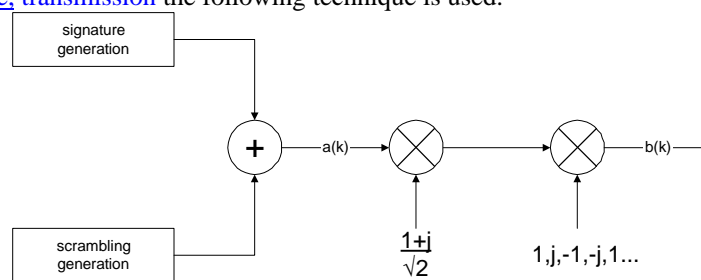 transmission the following technique is used.
signature
generation
+
a(k)
b(k)
scrambling
generation
1+j
√2
1,j,-1,-j,1...